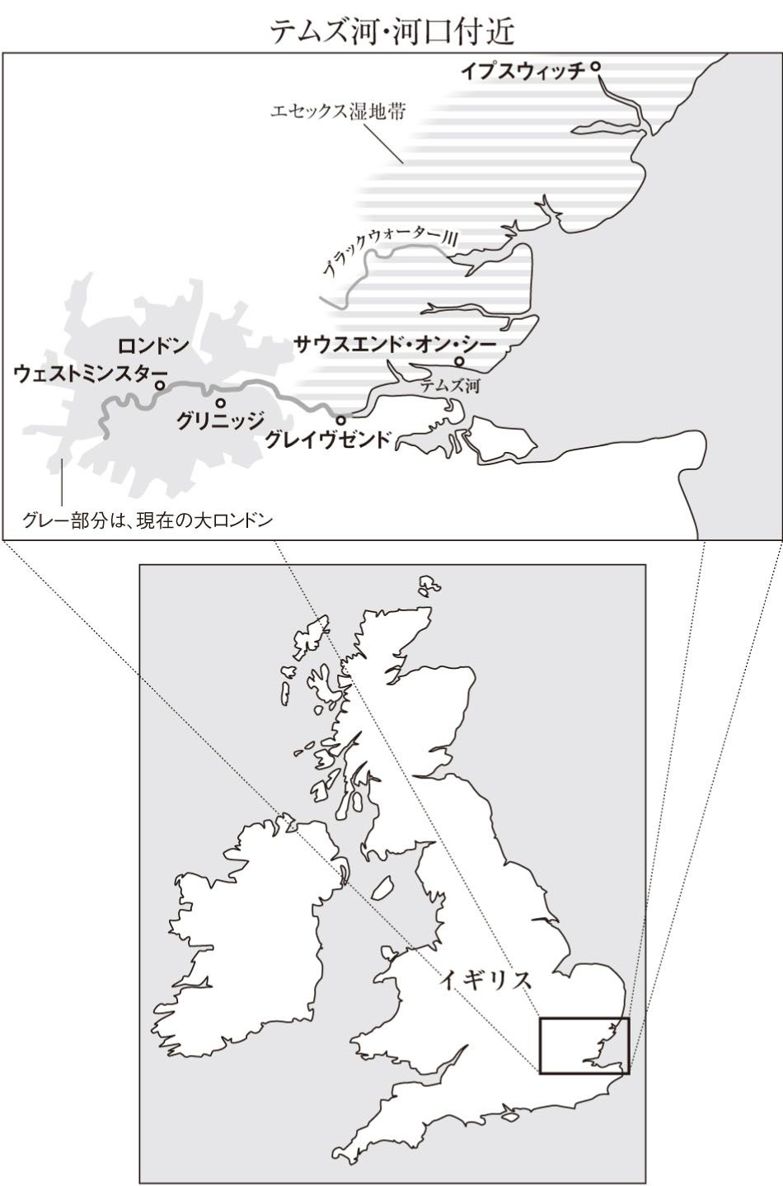 テムズ河・河口付近
イプスウィッチ
エセックス湿地帯
ブラックウォーター川
ロンドン
サウスエンド・オン・シー
ウェストミンスター
テムズ河
グリニッジ
グレイヴゼンド
グレー部分は、現在の大ロンドン
イギリス